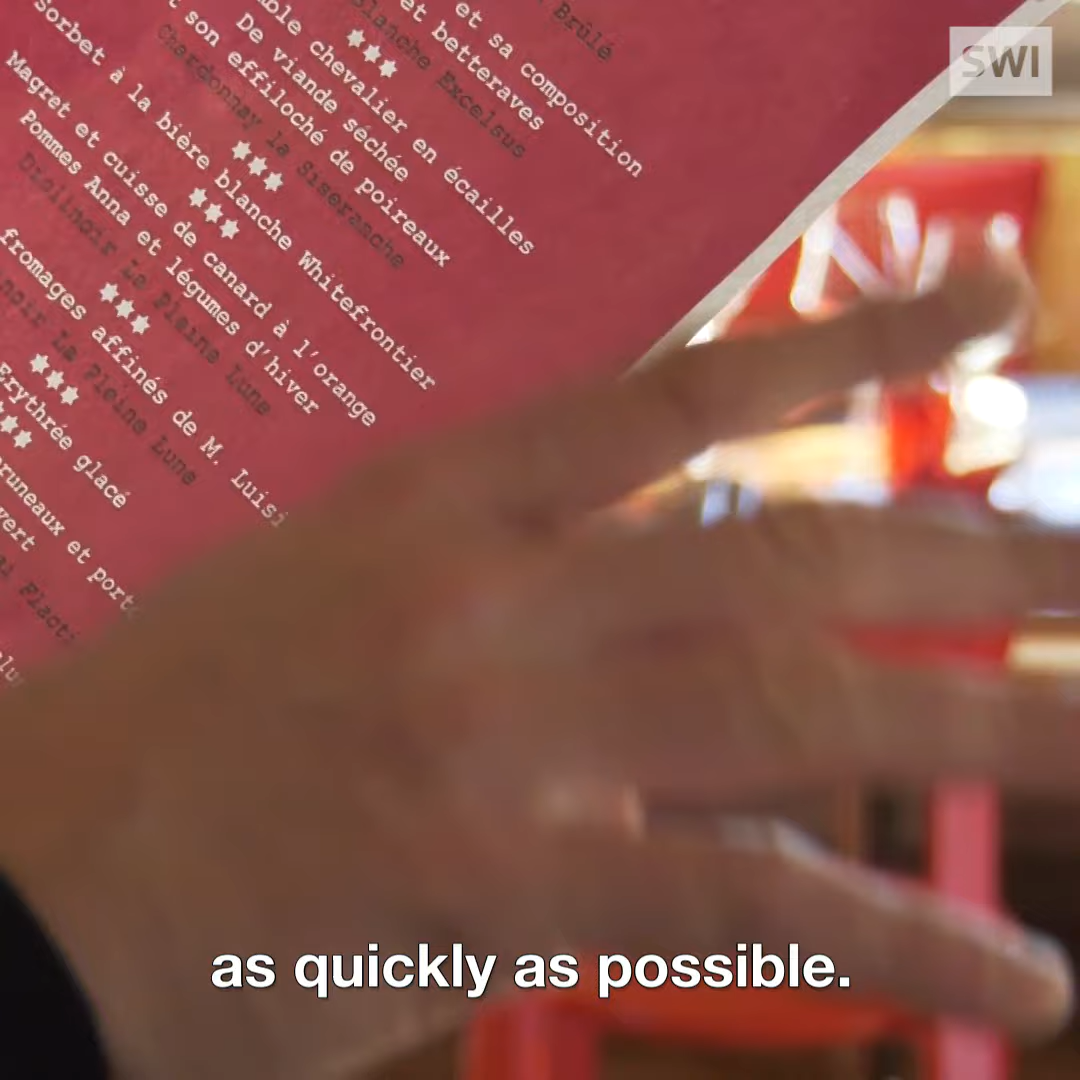 SWI
Brûlé
et sa composition
et betteraves
Blanche Excelsus
***
chevalier en écailles
De viande séchée
son effiloché de poireaux
Chardonnay la Siseranche
***
sorbet à la bière blanche Whitefrontier
***
Magret et cuisse de canard à l'orange
Pommes Anna et légumes d'hiver
Diolinoir La Pleine Lune
***
fromages affinés de M. Luisi
noir La Pleine Lune
***
Erythrée glacé
***
pruneaux et port
vert
as quickly as possible.